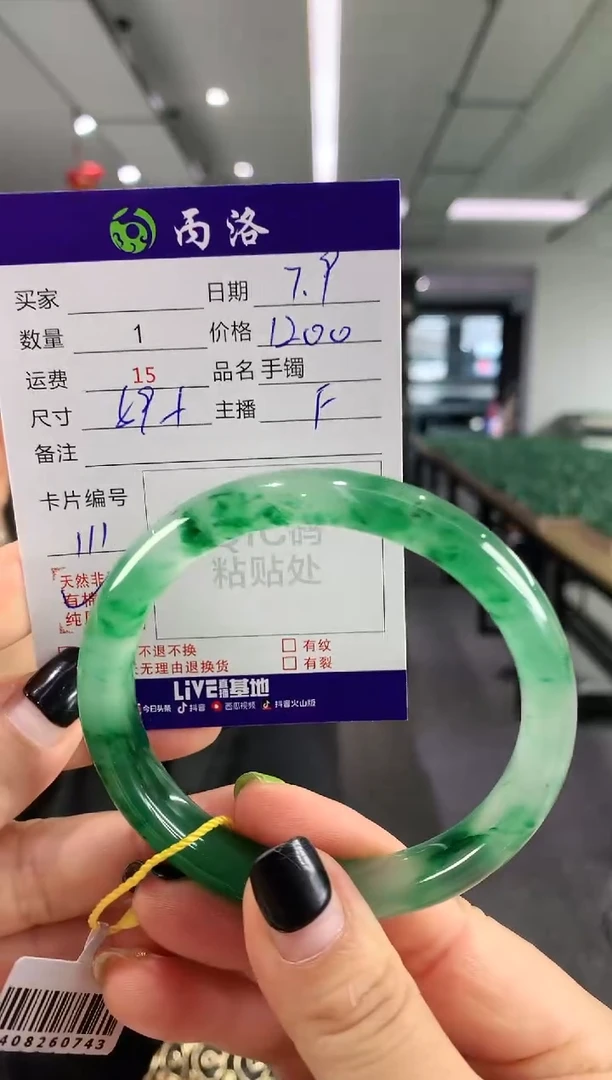 丙洛
买家 日期 7.9
数量 1 价格 1200
运费 15 品名 手镯
尺寸 主播 F
备注
卡片编号
111
码
粘贴处
天然非
纯
不退不换 有纹
无理由退换货 有裂
LiVE 基地
今日头条 抖音 西瓜视频 抖音火山版
408260743